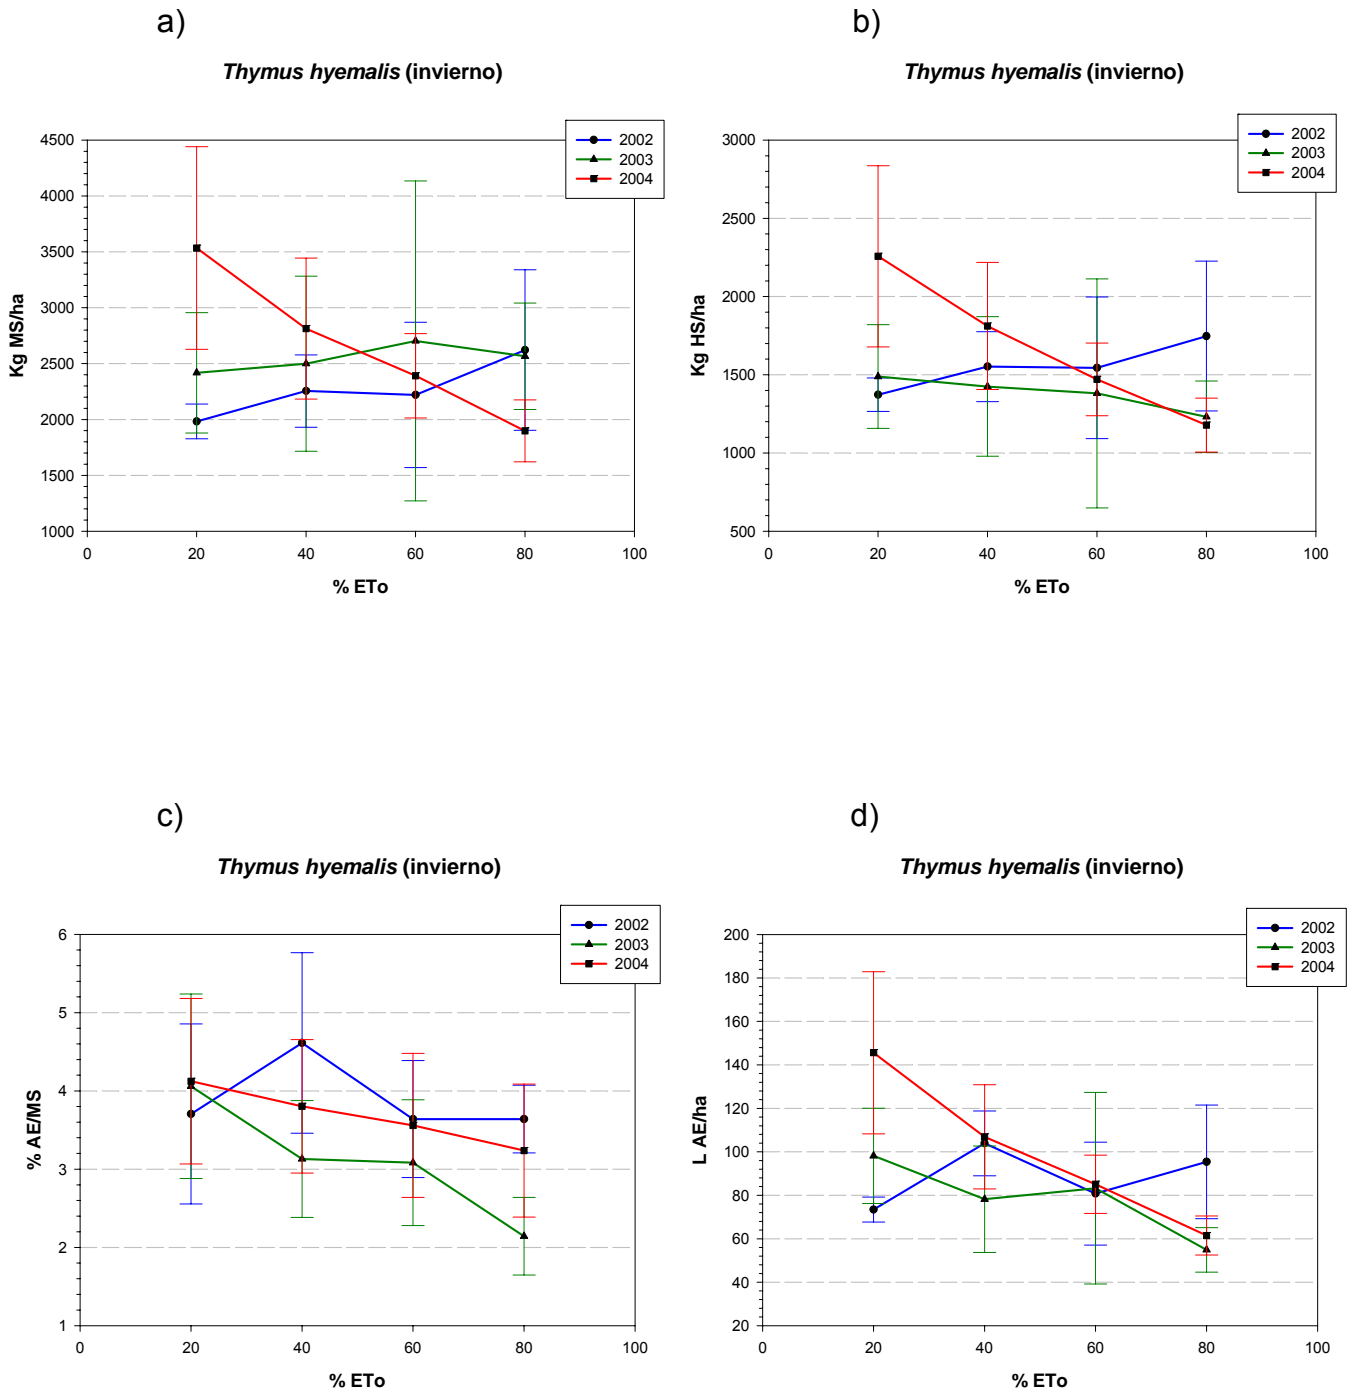 a)
Thymus hyemalis (invierno)
2002
2003
2004
4500
4000
3500
3000
2500
2000
1500
1000
Kg MS/ha
0 20 40 60 80 100
% ETo
b)
Thymus hyemalis (invierno)
2002
2003
2004
3000
2500
2000
1500
1000
500
Kg HS/ha
0 20 40 60 80 100
% ETo
c)
Thymus hyemalis (invierno)
2002
2003
2004
6
5
4
3
2
1
% AE/MS
0 20 40 60 80 100
% ETo
d)
Thymus hyemalis (invierno)
2002
2003
2004
200
180
160
140
120
100
80
60
40
20
L AE/ha
0 20 40 60 80 100
% ETo